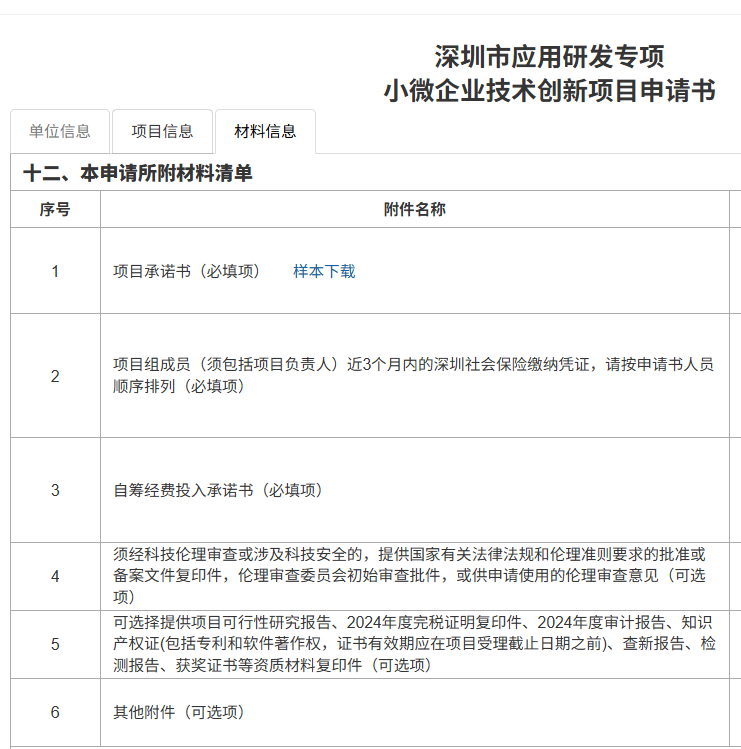 深圳市应用研发专项
小微企业技术创新项目申请书
单位信息 项目信息 材料信息
十二、本申请所附材料清单
序号 附件名称
1 项目承诺书（必填项） 样本下载
2 项目组成员（须包括项目负责人）近3个月内的深圳社会保险缴纳凭证，请按申请书人员
顺序排列（必填项）
3 自筹经费投入承诺书（必填项）
4 须经科技伦理审查或涉及科技安全的，提供国家有关法律法规和伦理准则要求的批准或
备案文件复印件，伦理审查委员会初始审查批件，或供申请使用的伦理审查意见（可选
项）
5 可选择提供项目可行性研究报告、2024年度完税证明复印件、2024年度审计报告、知识
产权证(包括专利和软件著作权，证书有效期应在项目受理截止日期之前)、查新报告、检
测报告、获奖证书等资质材料复印件（可选项）
6 其他附件（可选项）